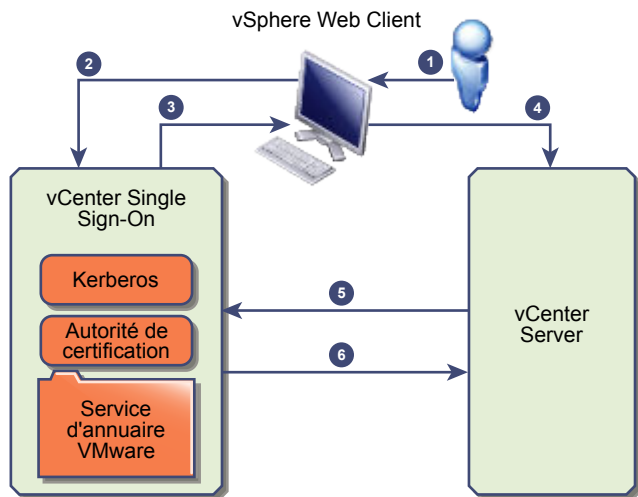 vSphere Web Client
1
2
3
4
vCenter Single
Sign-On
Kerberos
Autorité de
certification
Service
d'annuaire
VMware
5
6
vCenter
Server